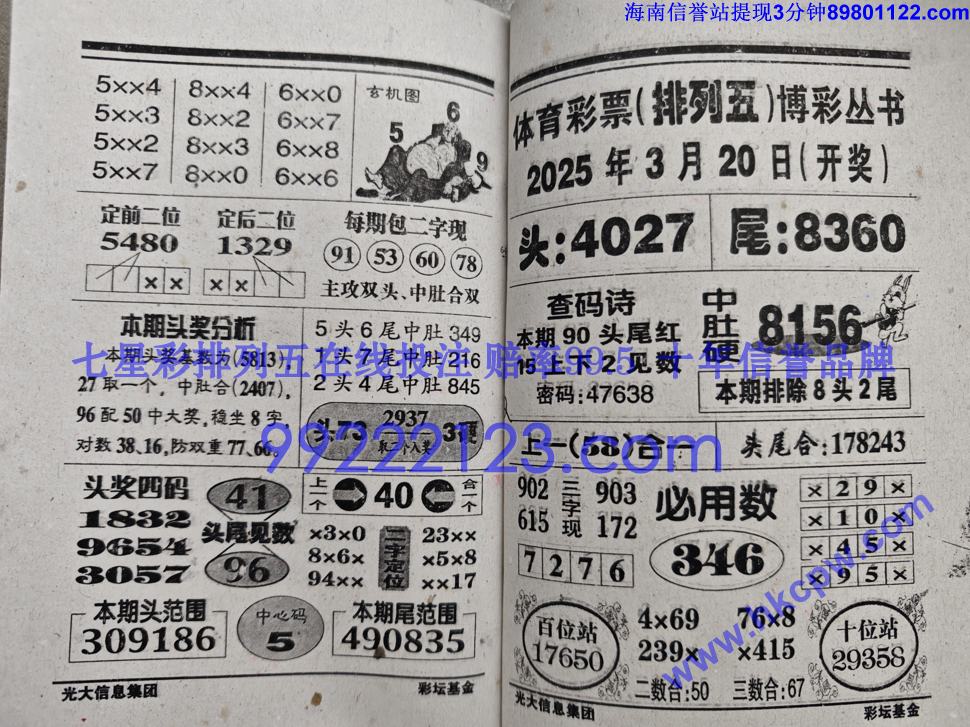 海南信誉站提现3分钟89801122.com
5××4 8××4 6××0
5××3 8××2 6××7
5××2 8××3 6××8
5××7 8××0 6××6
玄机图
5 6 9
定前二位 定后二位
5480 1329
×× ××
每期包二字现
91 53 60 78
主攻双头、中肚合双
本期头奖分析
本期头奖基数为(5813),
27取一个, 中肚合(2407),
96配50中大奖,稳坐8字,
对数38.16,防双重77、66。
5头6尾中肚349
1头7尾中肚216
2头4尾中肚845
头73 2937 3硬
头奖四码
1832
9654
3057
41
头尾见数
96
上一个 40 合一个
×3×0
8×6×
94××
二字定位
23××
×5×8
××17
本期头范围
309186
中心码
5
本期尾范围
490835
光大信息集团 彩坛基金
体育彩票(排列五)博彩丛书
2025年3月20日(开奖)
头:4027 尾:8360
查码诗
本期90头尾红
15上下2见数
密码:47638
中肚硬 8156
本期排除8头2尾
上一(58)合一 头尾合:178243
902 三字现 903
615 172
7276
必用数
346
×29×
×10×
×45×
×95×
百位站
17650
4×69 76×8
239× ×415
二数合:50 三数合:67
十位站
29358
光大信息集团 彩坛基金
七星彩排列五在线投注 赔率995 十年信誉品牌
99222123.com
www.hkcpw.com